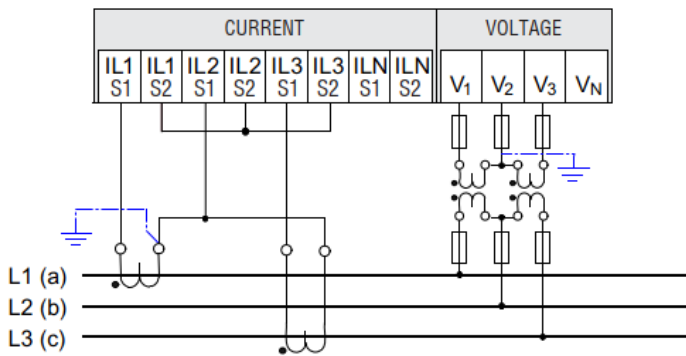 CURRENT VOLTAGE
IL1 IL1 IL2 IL2 IL3 IL3 ILN ILN
S1 S2 S1 S2 S1 S2 S1 S2
V1 V2 V3 VN
L1 (a)
L2 (b)
L3 (c)